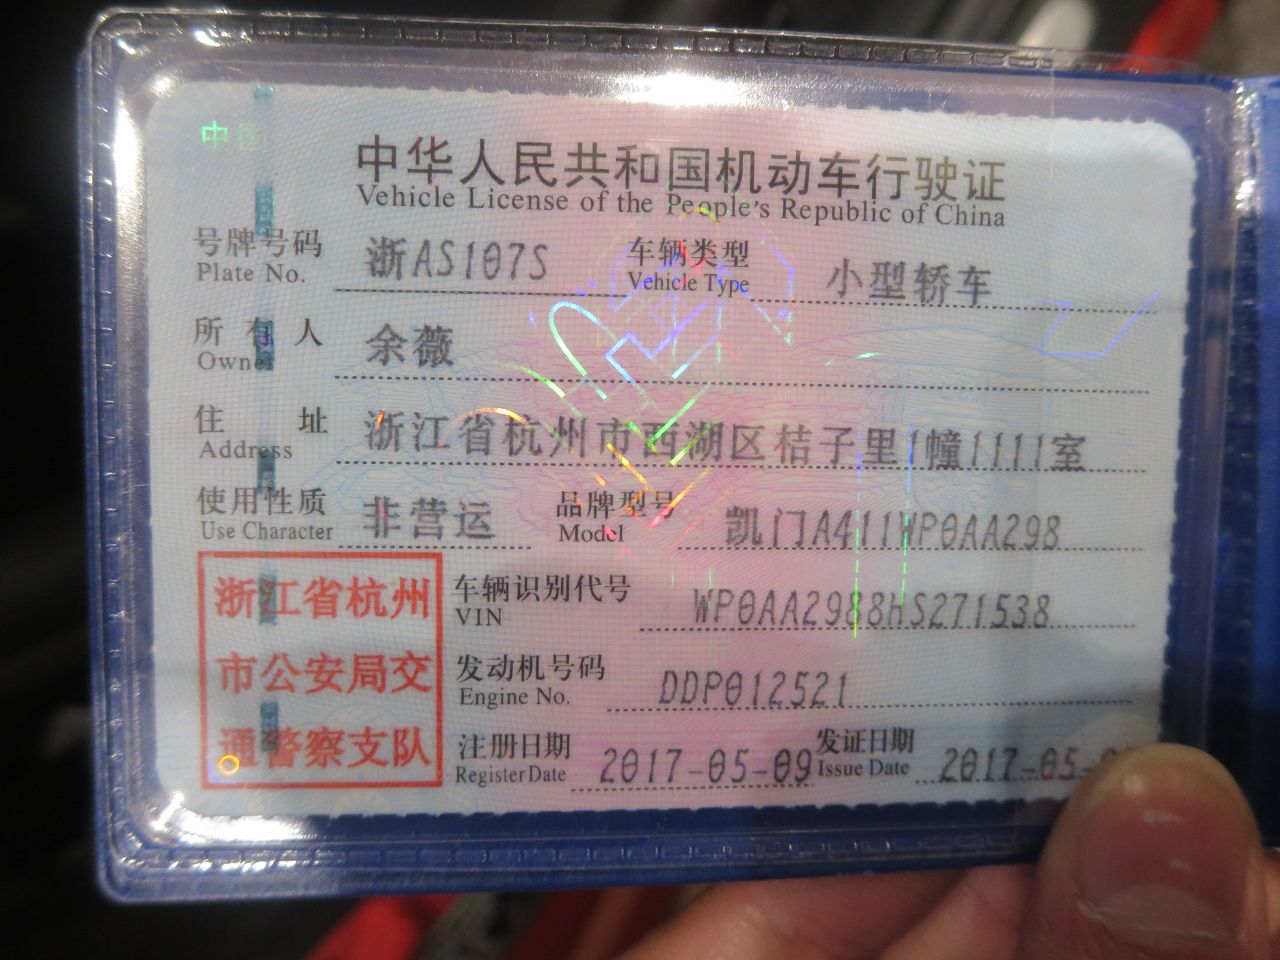 中国
中华人民共和国机动车行驶证
Vehicle License of the People's Republic of China
号牌号码 浙AS107S 车辆类型 小型轿车
Plate No. Vehicle Type
所有人 余薇
Owner
住址 浙江省杭州市西湖区桔子里1幢1111室
Address
使用性质 非营运 品牌型号 凯门A411WP0AA298
Use Character Model
浙江省杭州
市公安局交
通警察支队
车辆识别代号 WP0AA2988HS271538
VIN
发动机号码 DDP012521
Engine No.
注册日期 2017-05-09 发证日期 2017-05-
Register Date Issue Date